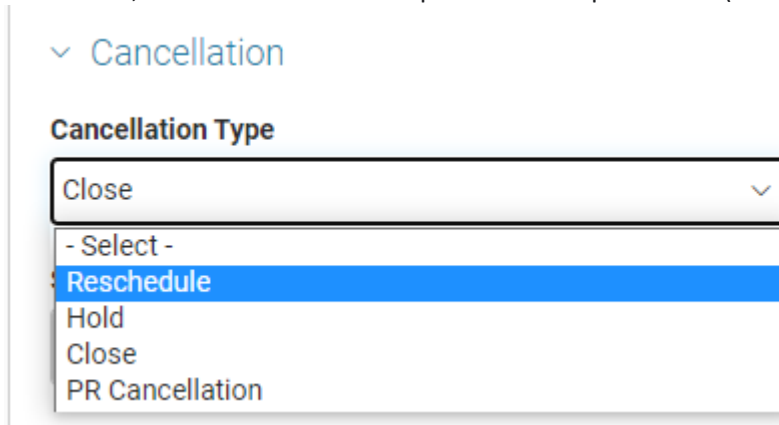 Cancellation
Cancellation Type
Close
- Select -
Reschedule
Hold
Close
PR Cancellation